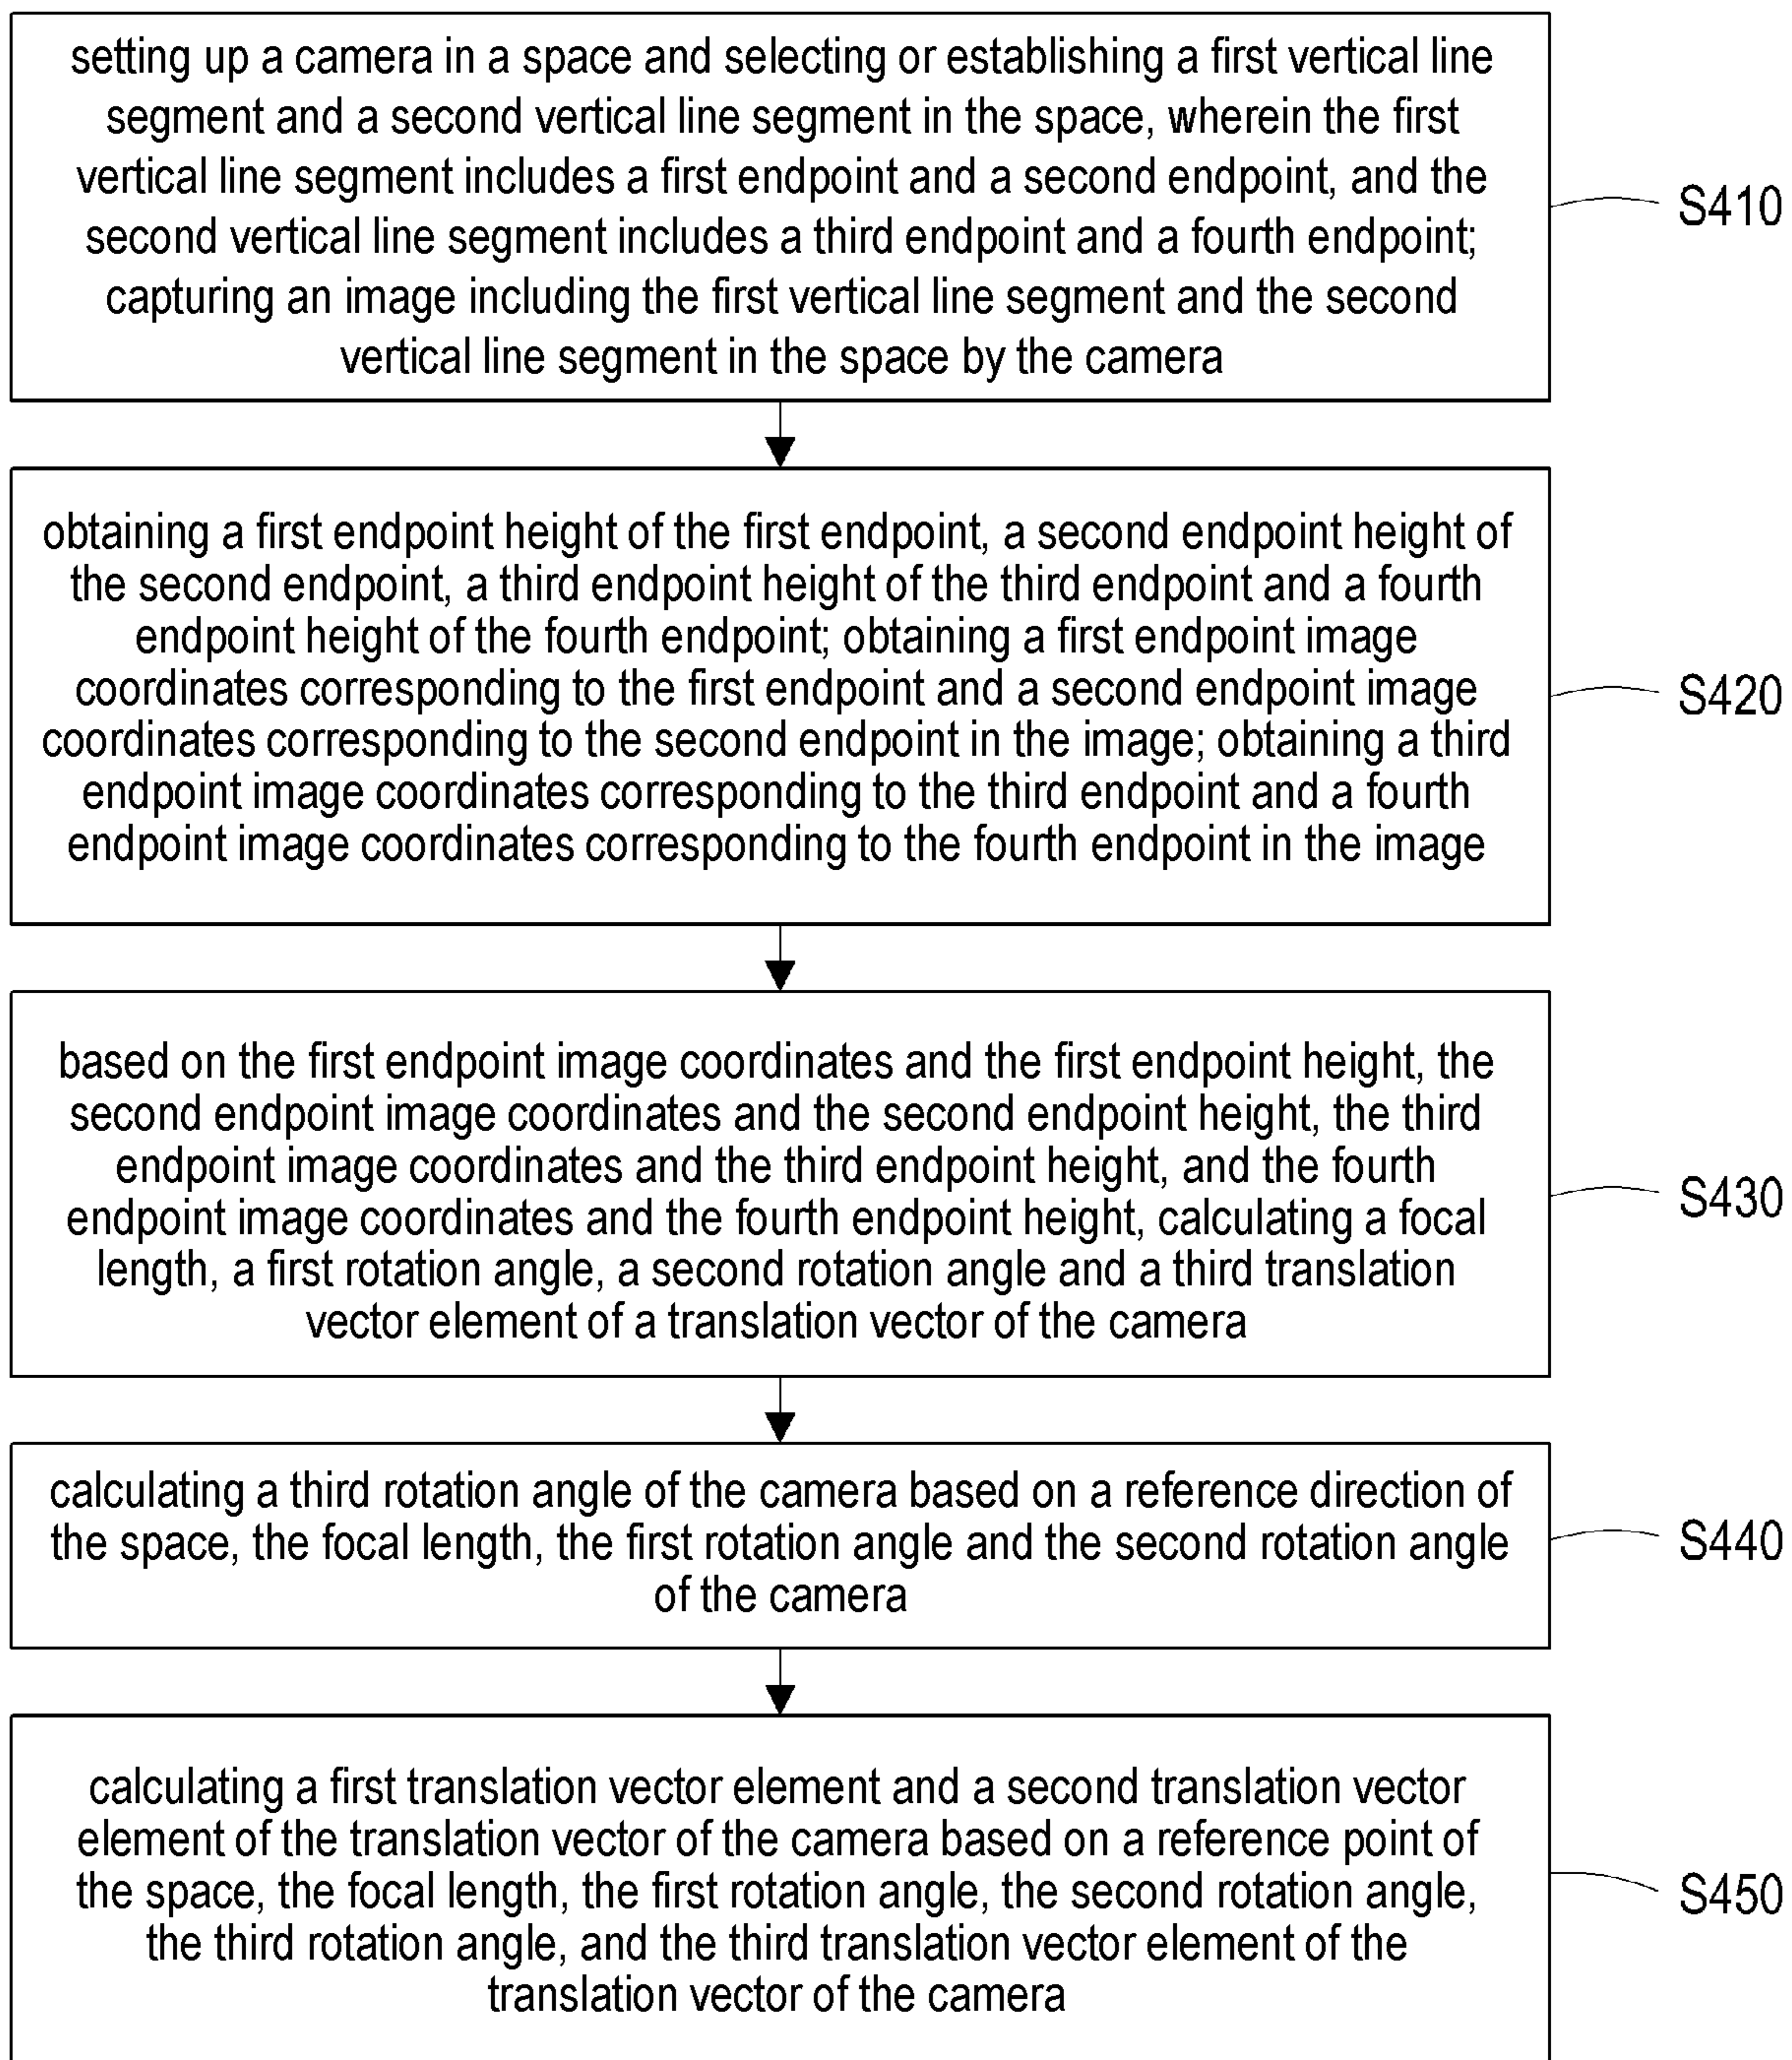 setting up a camera in a space and selecting or establishing a first vertical line
segment and a second vertical line segment in the space, wherein the first
vertical line segment includes a first endpoint and a second endpoint, and the
second vertical line segment includes a third endpoint and a fourth endpoint;
capturing an image including the first vertical line segment and the second
vertical line segment in the space by the camera
S410
obtaining a first endpoint height of the first endpoint, a second endpoint height of
the second endpoint, a third endpoint height of the third endpoint and a fourth
endpoint height of the fourth endpoint; obtaining a first endpoint image
coordinates corresponding to the first endpoint and a second endpoint image
coordinates corresponding to the second endpoint in the image; obtaining a third
endpoint image coordinates corresponding to the third endpoint and a fourth
endpoint image coordinates corresponding to the fourth endpoint in the image
S420
based on the first endpoint image coordinates and the first endpoint height, the
second endpoint image coordinates and the second endpoint height, the third
endpoint image coordinates and the third endpoint height, and the fourth
endpoint image coordinates and the fourth endpoint height, calculating a focal
length, a first rotation angle, a second rotation angle and a third translation
vector element of a translation vector of the camera
S430
calculating a third rotation angle of the camera based on a reference direction of
the space, the focal length, the first rotation angle and the second rotation angle
of the camera
S440
calculating a first translation vector element and a second translation vector
element of the translation vector of the camera based on a reference point of
the space, the focal length, the first rotation angle, the second rotation angle,
the third rotation angle, and the third translation vector element of the
translation vector of the camera
S450